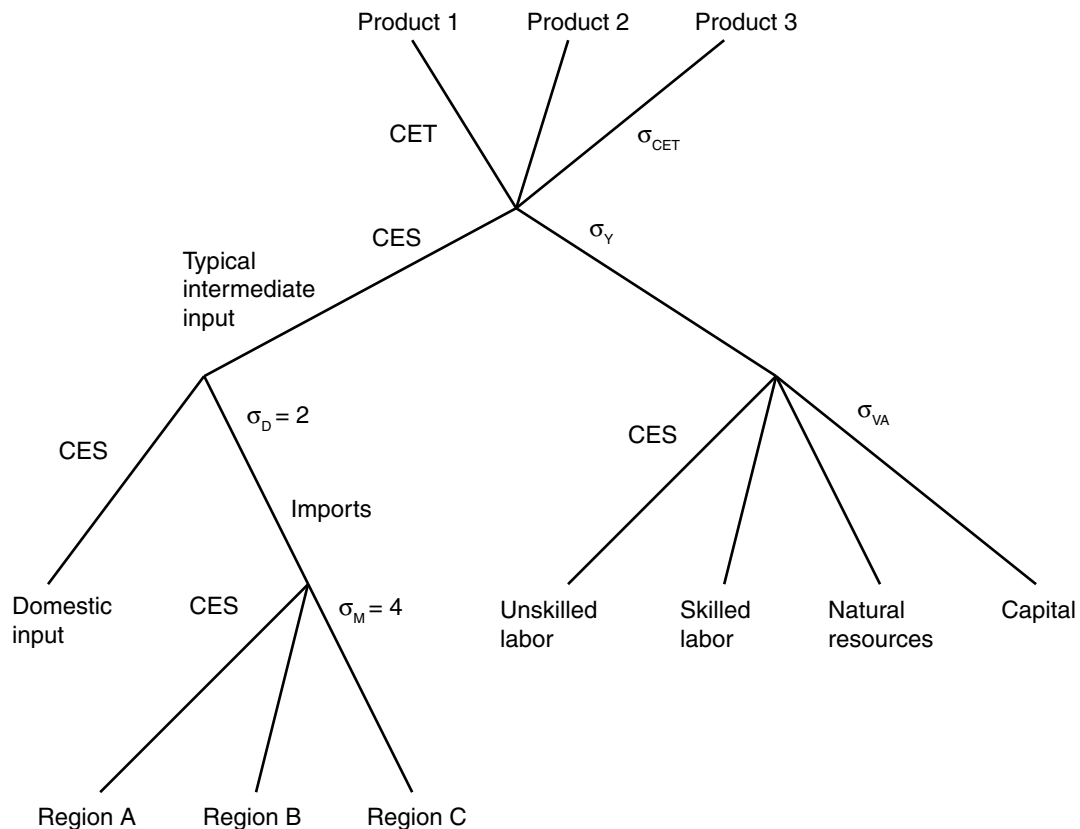 Product 1
Product 2
Product 3
CET
σCET
CES
σY
Typical
intermediate
input
σD = 2
σVA
CES
CES
Imports
Domestic
input
CES
σM = 4
Unskilled
labor
Skilled
labor
Natural
resources
Capital
Region A
Region B
Region C